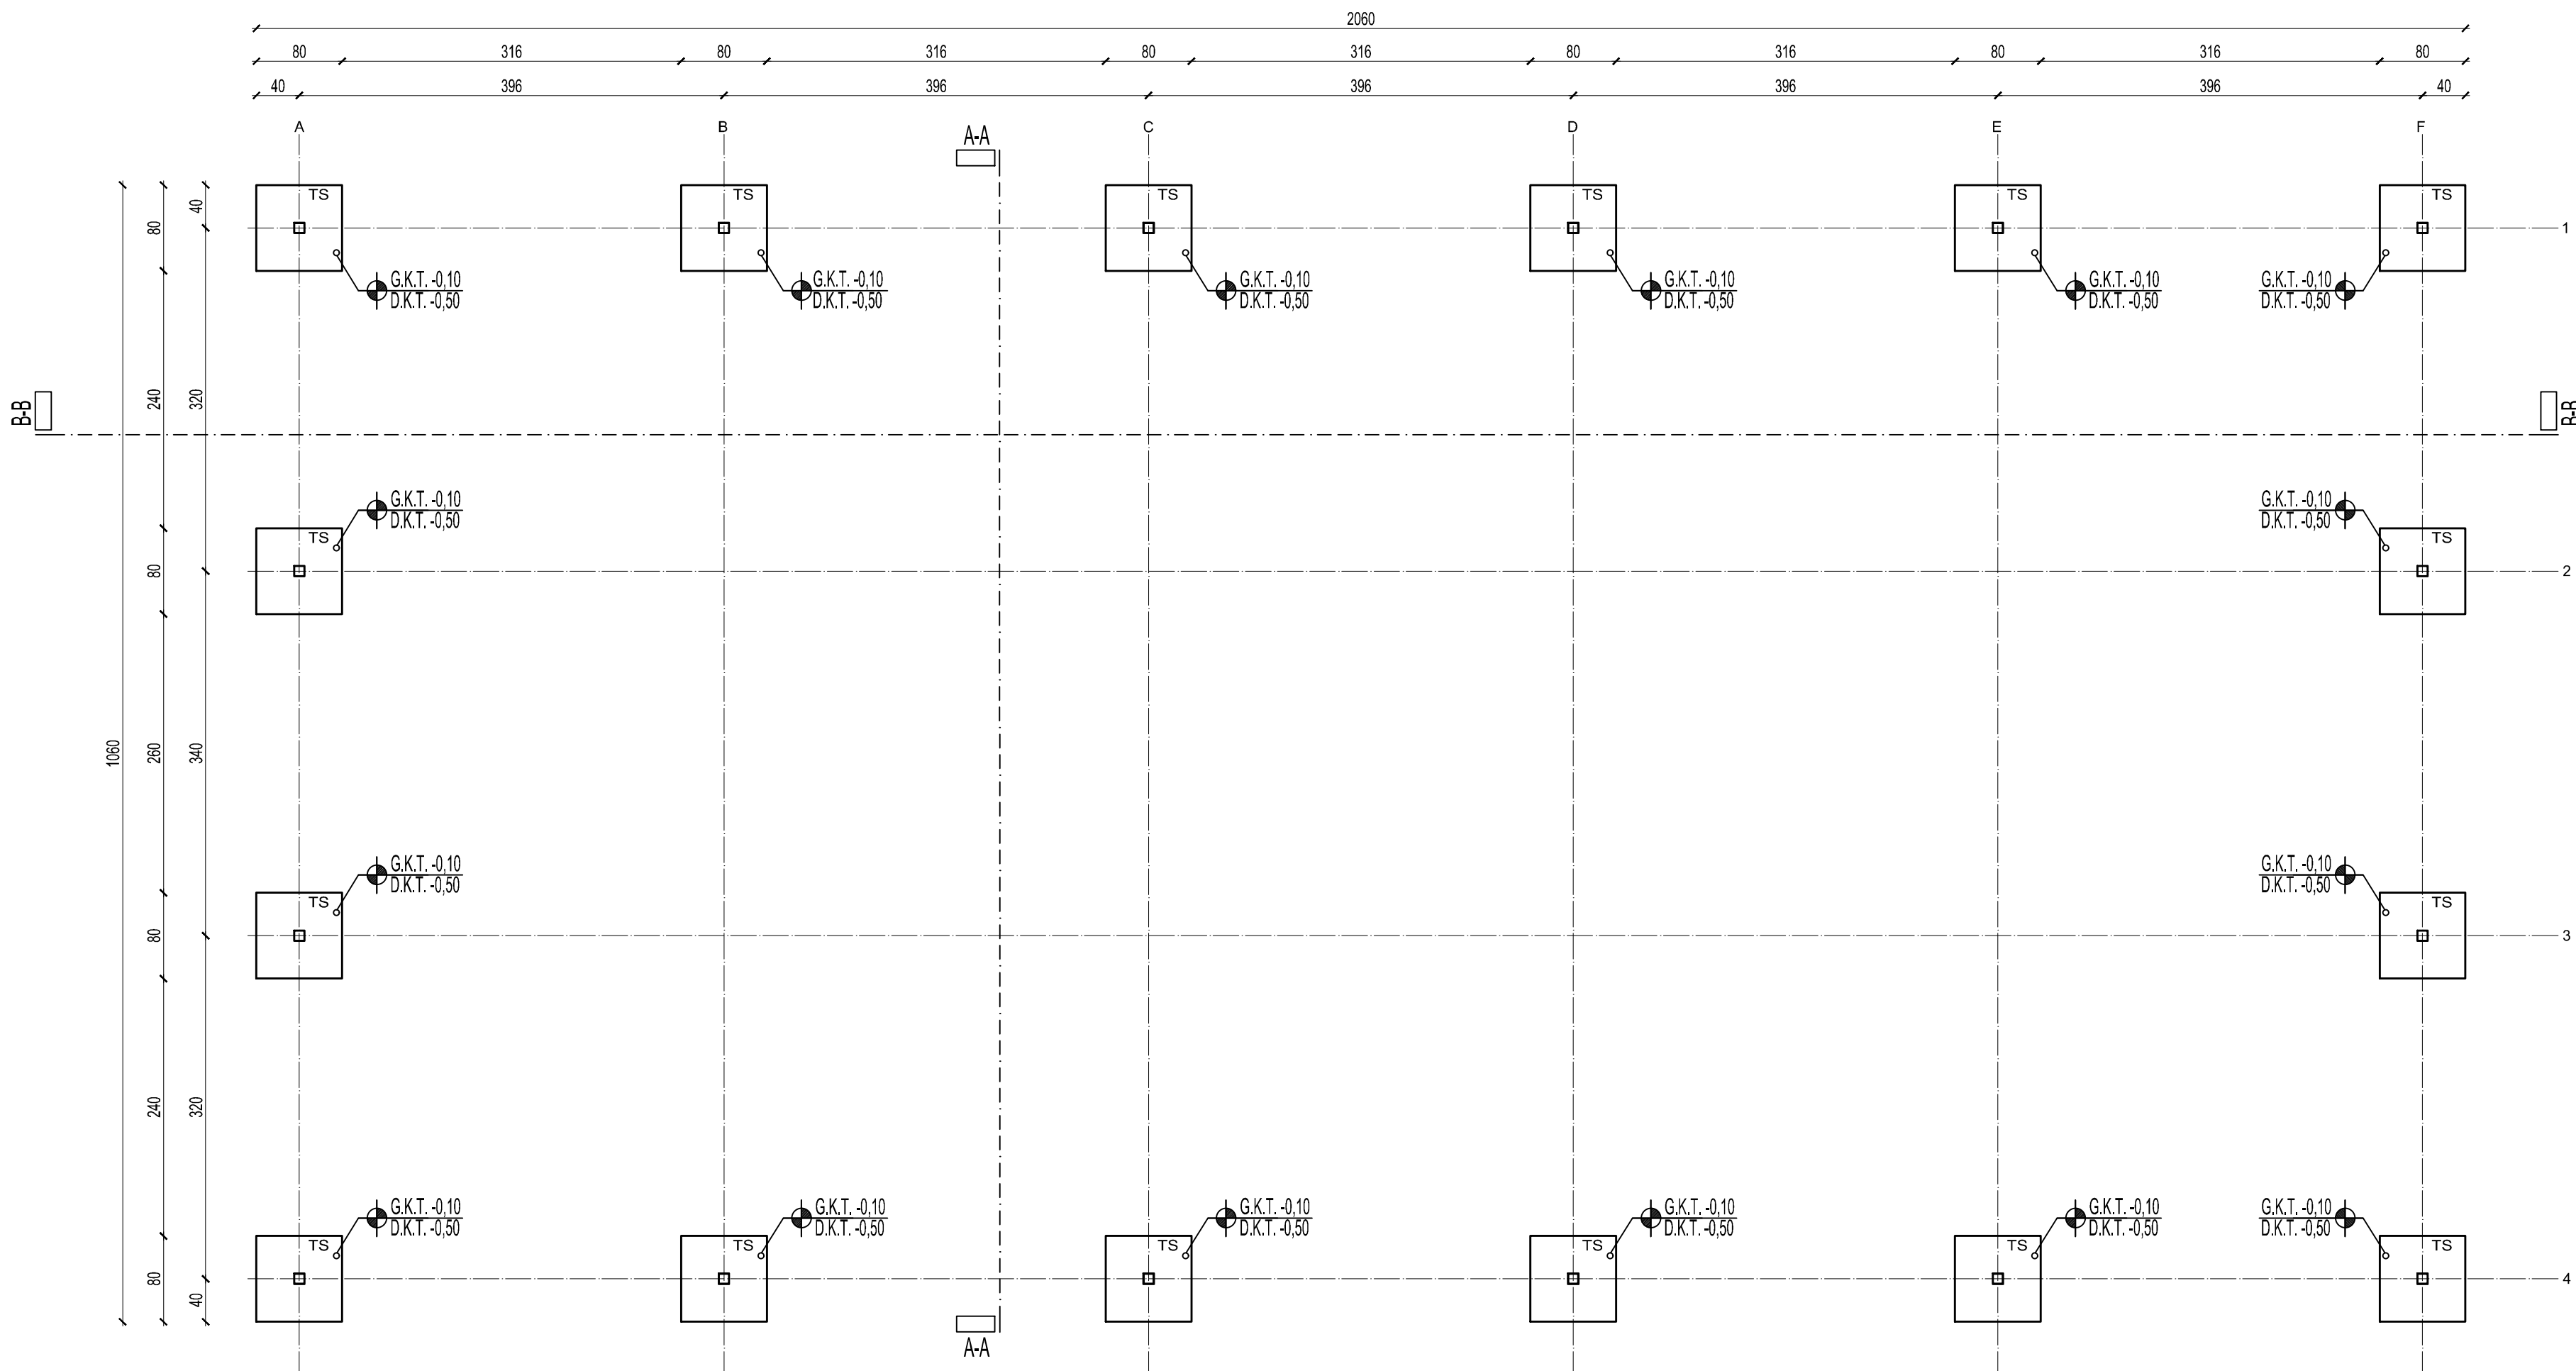 2060
80 316 80 316 80 316 80 316 80 316 80
40 396 396 396 396 396 40
A B C D E F
A-A
TS TS TS TS TS TS
40
80
1
G.K.T. -0,10 G.K.T. -0,10 G.K.T. -0,10 G.K.T. -0,10 G.K.T. -0,10 G.K.T. -0,10
D.K.T. -0,50 D.K.T. -0,50 D.K.T. -0,50 D.K.T. -0,50 D.K.T. -0,50 D.K.T. -0,50
240 320
B-B B-B
G.K.T. -0,10 G.K.T. -0,10
D.K.T. -0,50 D.K.T. -0,50
TS TS
80 2
1060 260 340
G.K.T. -0,10 G.K.T. -0,10
D.K.T. -0,50 D.K.T. -0,50
TS TS
80 3
240 320
G.K.T. -0,10 G.K.T. -0,10 G.K.T. -0,10 G.K.T. -0,10 G.K.T. -0,10 G.K.T. -0,10
D.K.T. -0,50 D.K.T. -0,50 D.K.T. -0,50 D.K.T. -0,50 D.K.T. -0,50 D.K.T. -0,50
TS TS TS TS TS TS
80 4
40
A-A